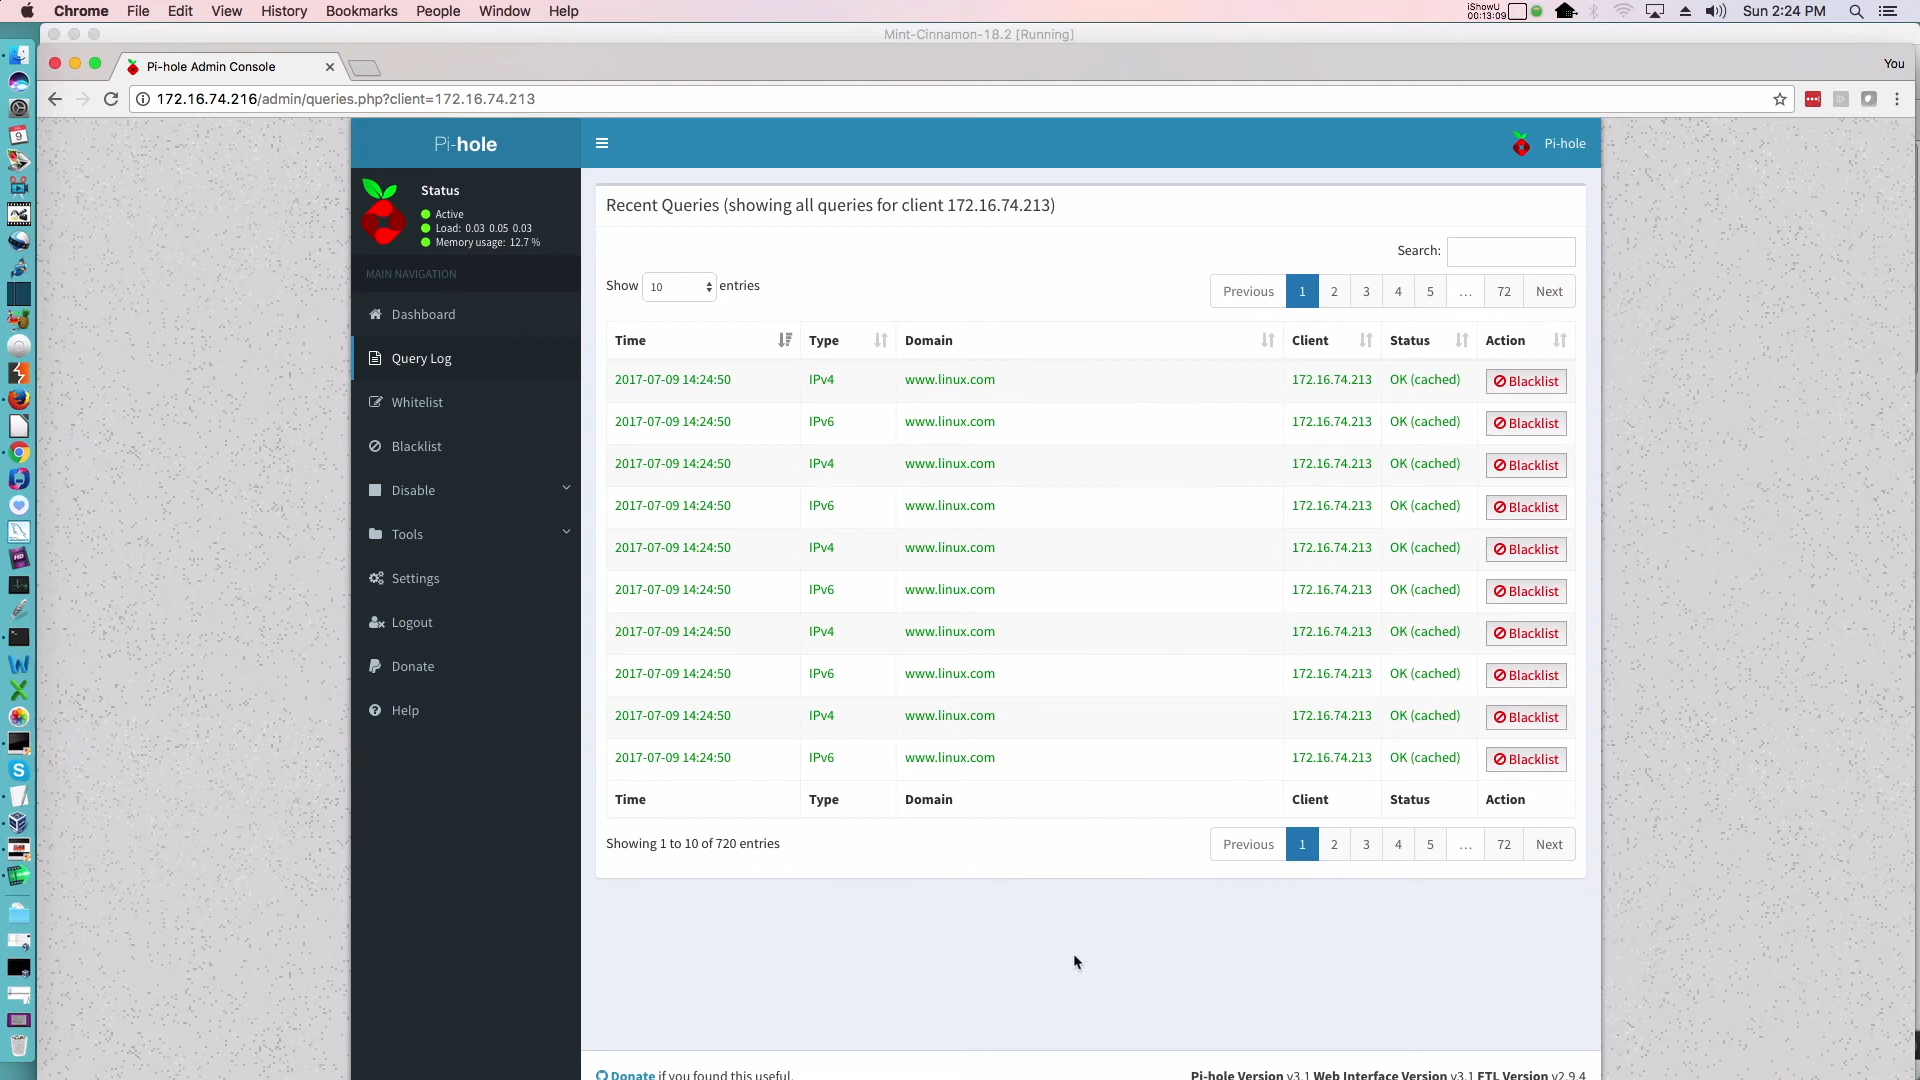 Chrome File Edit View History Bookmarks People Window Help
iShowU
00:13:09
Sun 2:24 PM
Mint-Cinnamon-18.2 [Running]
Pi-hole Admin Console
You
172.16.74.216/admin/queries.php?client=172.16.74.213
Pi-hole
Pi-hole
Status
Active
Load: 0.03 0.05 0.03
Memory usage: 12.7 %
MAIN NAVIGATION
Dashboard
Query Log
Whitelist
Blacklist
Disable
Tools
Settings
Logout
Donate
Help
Recent Queries (showing all queries for client 172.16.74.213)
Search:
Show 10 entries
Previous 1 2 3 4 5 … 72 Next
Time Type Domain Client Status Action
2017-07-09 14:24:50 IPv4 www.linux.com 172.16.74.213 OK (cached) Blacklist
2017-07-09 14:24:50 IPv6 www.linux.com 172.16.74.213 OK (cached) Blacklist
2017-07-09 14:24:50 IPv4 www.linux.com 172.16.74.213 OK (cached) Blacklist
2017-07-09 14:24:50 IPv6 www.linux.com 172.16.74.213 OK (cached) Blacklist
2017-07-09 14:24:50 IPv4 www.linux.com 172.16.74.213 OK (cached) Blacklist
2017-07-09 14:24:50 IPv6 www.linux.com 172.16.74.213 OK (cached) Blacklist
2017-07-09 14:24:50 IPv4 www.linux.com 172.16.74.213 OK (cached) Blacklist
2017-07-09 14:24:50 IPv6 www.linux.com 172.16.74.213 OK (cached) Blacklist
2017-07-09 14:24:50 IPv4 www.linux.com 172.16.74.213 OK (cached) Blacklist
2017-07-09 14:24:50 IPv6 www.linux.com 172.16.74.213 OK (cached) Blacklist
Time Type Domain Client Status Action
Showing 1 to 10 of 720 entries
Previous 1 2 3 4 5 … 72 Next
Donate if you found this useful.
Pi-hole Version v3.1 Web Interface Version v3.1 FTL Version v2.9.4